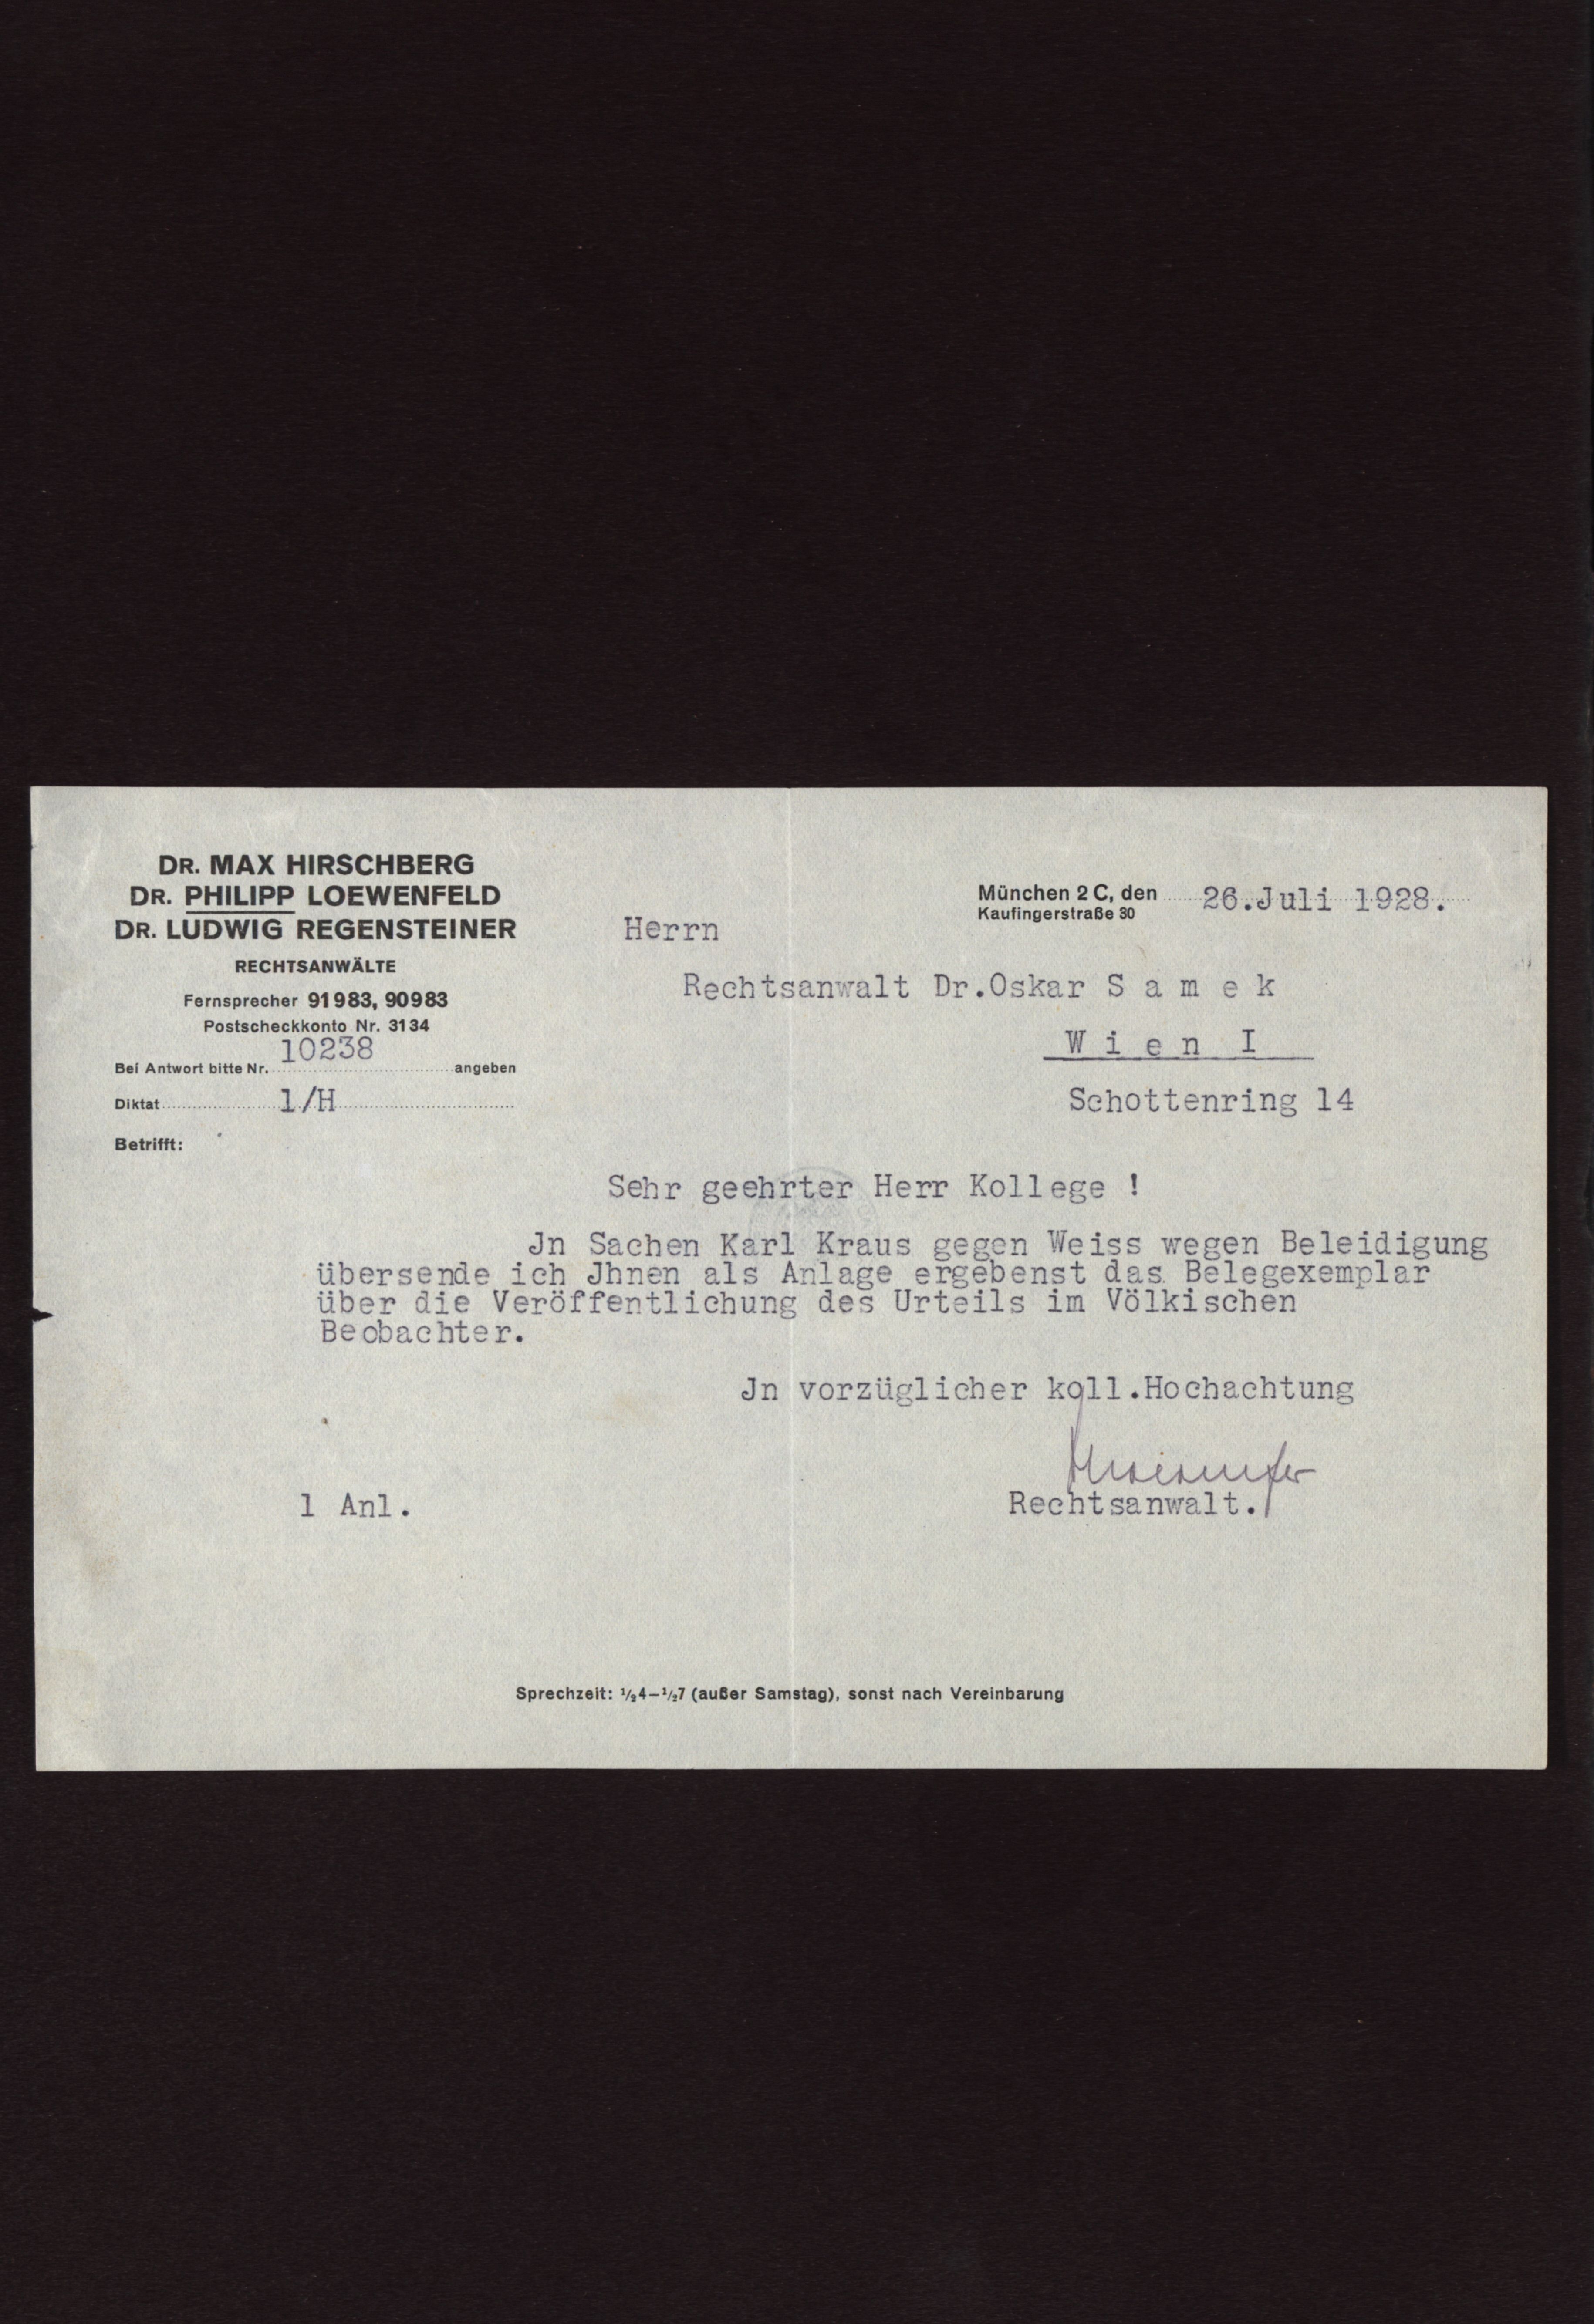 DR. MAX HIRSCHBERG
DR. PHILIPP LOEWENFELD
DR. LUDWIG REGENSTEINER
RECHTSANWÄLTE
Fernsprecher 91983, 90983
Postscheckkonto Nr. 3134
Bei Antwort bitte Nr. 10238 angeben
Diktat 1/H
Betrifft:
München 2 C, den 26.Juli 1928.
Kaufingerstraße 30
Herrn
Rechtsanwalt Dr.Oskar S a m e k
W i e n I
Schottenring 14
Sehr geehrter Herr Kollege !
Jn Sachen Karl Kraus gegen Weiss wegen Beleidigung
übersende ich Jhnen als Anlage ergebenst das Belegexemplar
über die Veröffentlichung des Urteils im Völkischen
Beobachter.
Jn vorzüglicher koll.Hochachtung
Rechtsanwalt.
1 Anl.
Sprechzeit: ½4–½7 (außer Samstag), sonst nach Vereinbarung